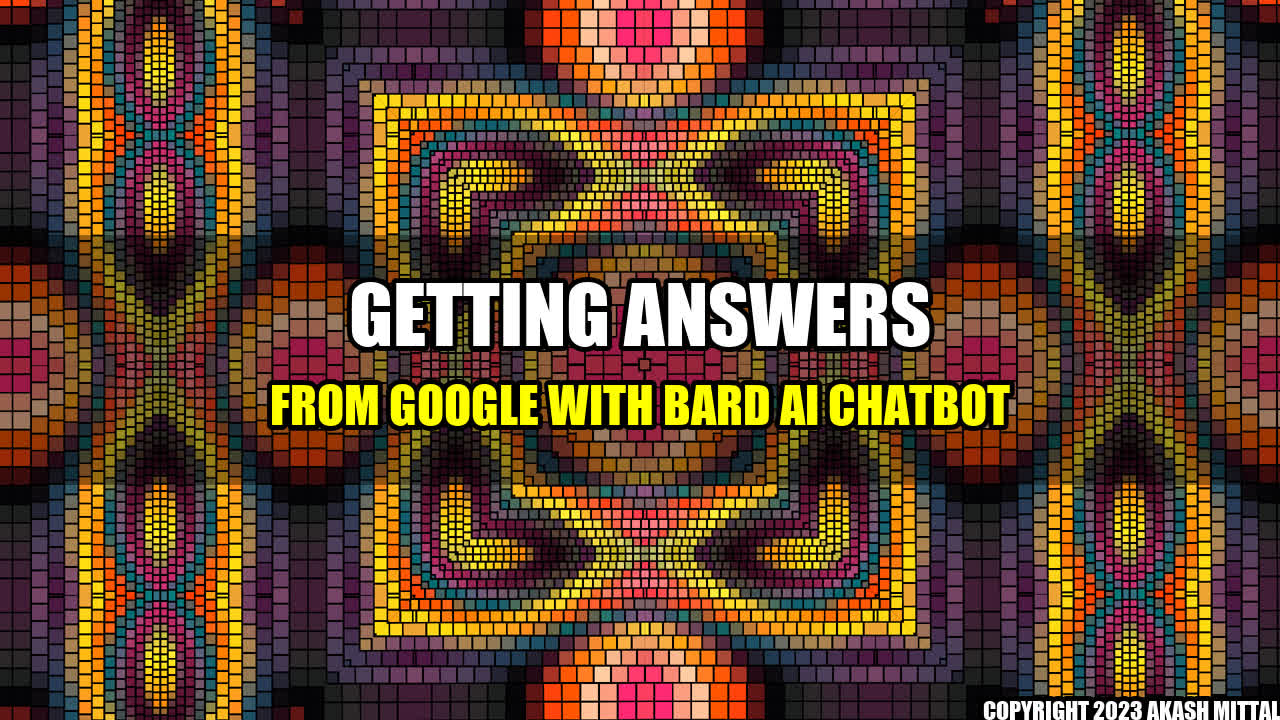 GETTING ANSWERS
FROM GOOGLE WITH BARD AI CHATBOT
COPYRIGHT 2023 AKASH MITTAL